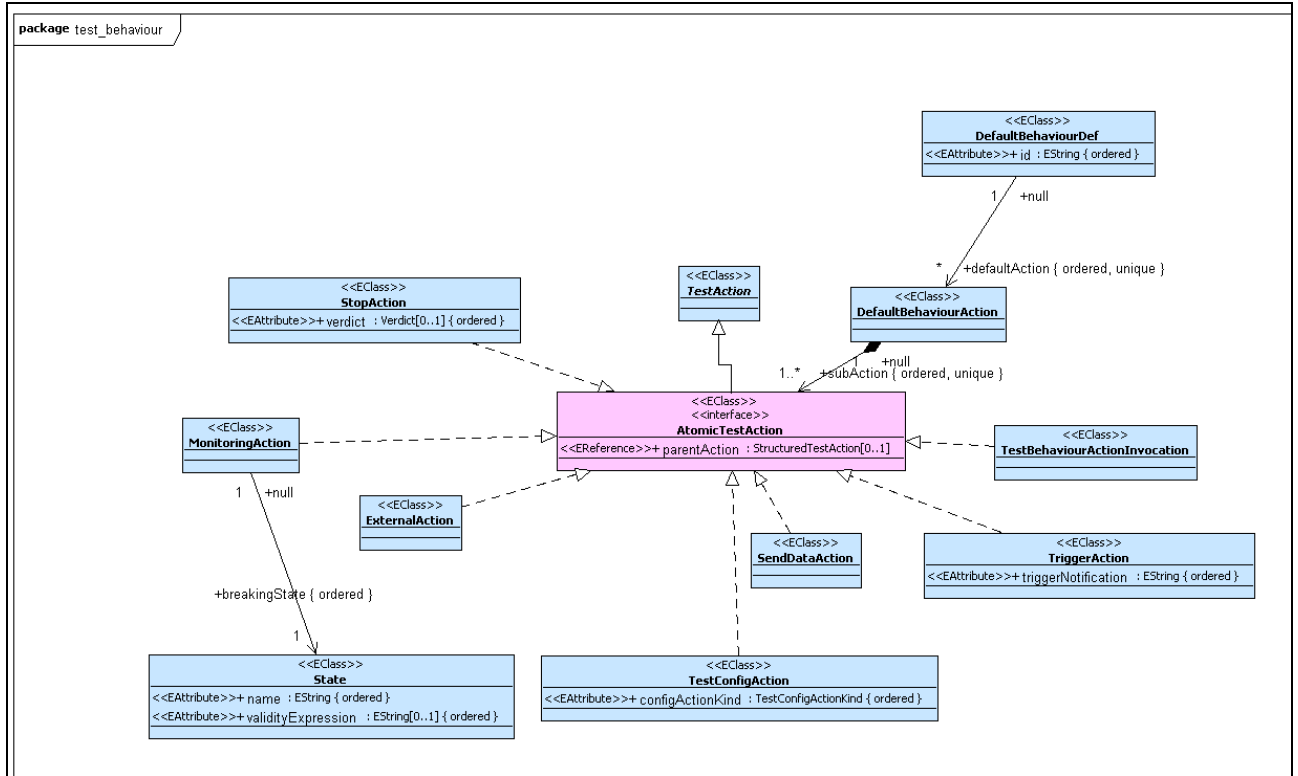 package test_behaviour
<<EClass>>
DefaultBehaviourDef
<<EAttribute>>+ id : EString { ordered }
1 +null
* +defaultAction { ordered, unique }
<<EClass>>
TestAction
<<EClass>>
StopAction
<<EAttribute>>+ verdict : Verdict[0..1] { ordered }
<<EClass>>
DefaultBehaviourAction
1 +null
1..* +subAction { ordered, unique }
<<EClass>>
<<interface>>
AtomicTestAction
<<EReference>>+ parentAction : StructuredTestAction[0..1]
<<EClass>>
MonitoringAction
<<EClass>>
TestBehaviourActionInvocation
1 +null
<<EClass>>
ExternalAction
<<EClass>>
SendDataAction
<<EClass>>
TriggerAction
<<EAttribute>>+ triggerNotification : EString { ordered }
+breakingState { ordered }
1
<<EClass>>
State
<<EAttribute>>+ name : EString { ordered }
<<EAttribute>>+ validityExpression : EString[0..1] { ordered }
<<EClass>>
TestConfigAction
<<EAttribute>>+ configActionKind : TestConfigActionKind { ordered }